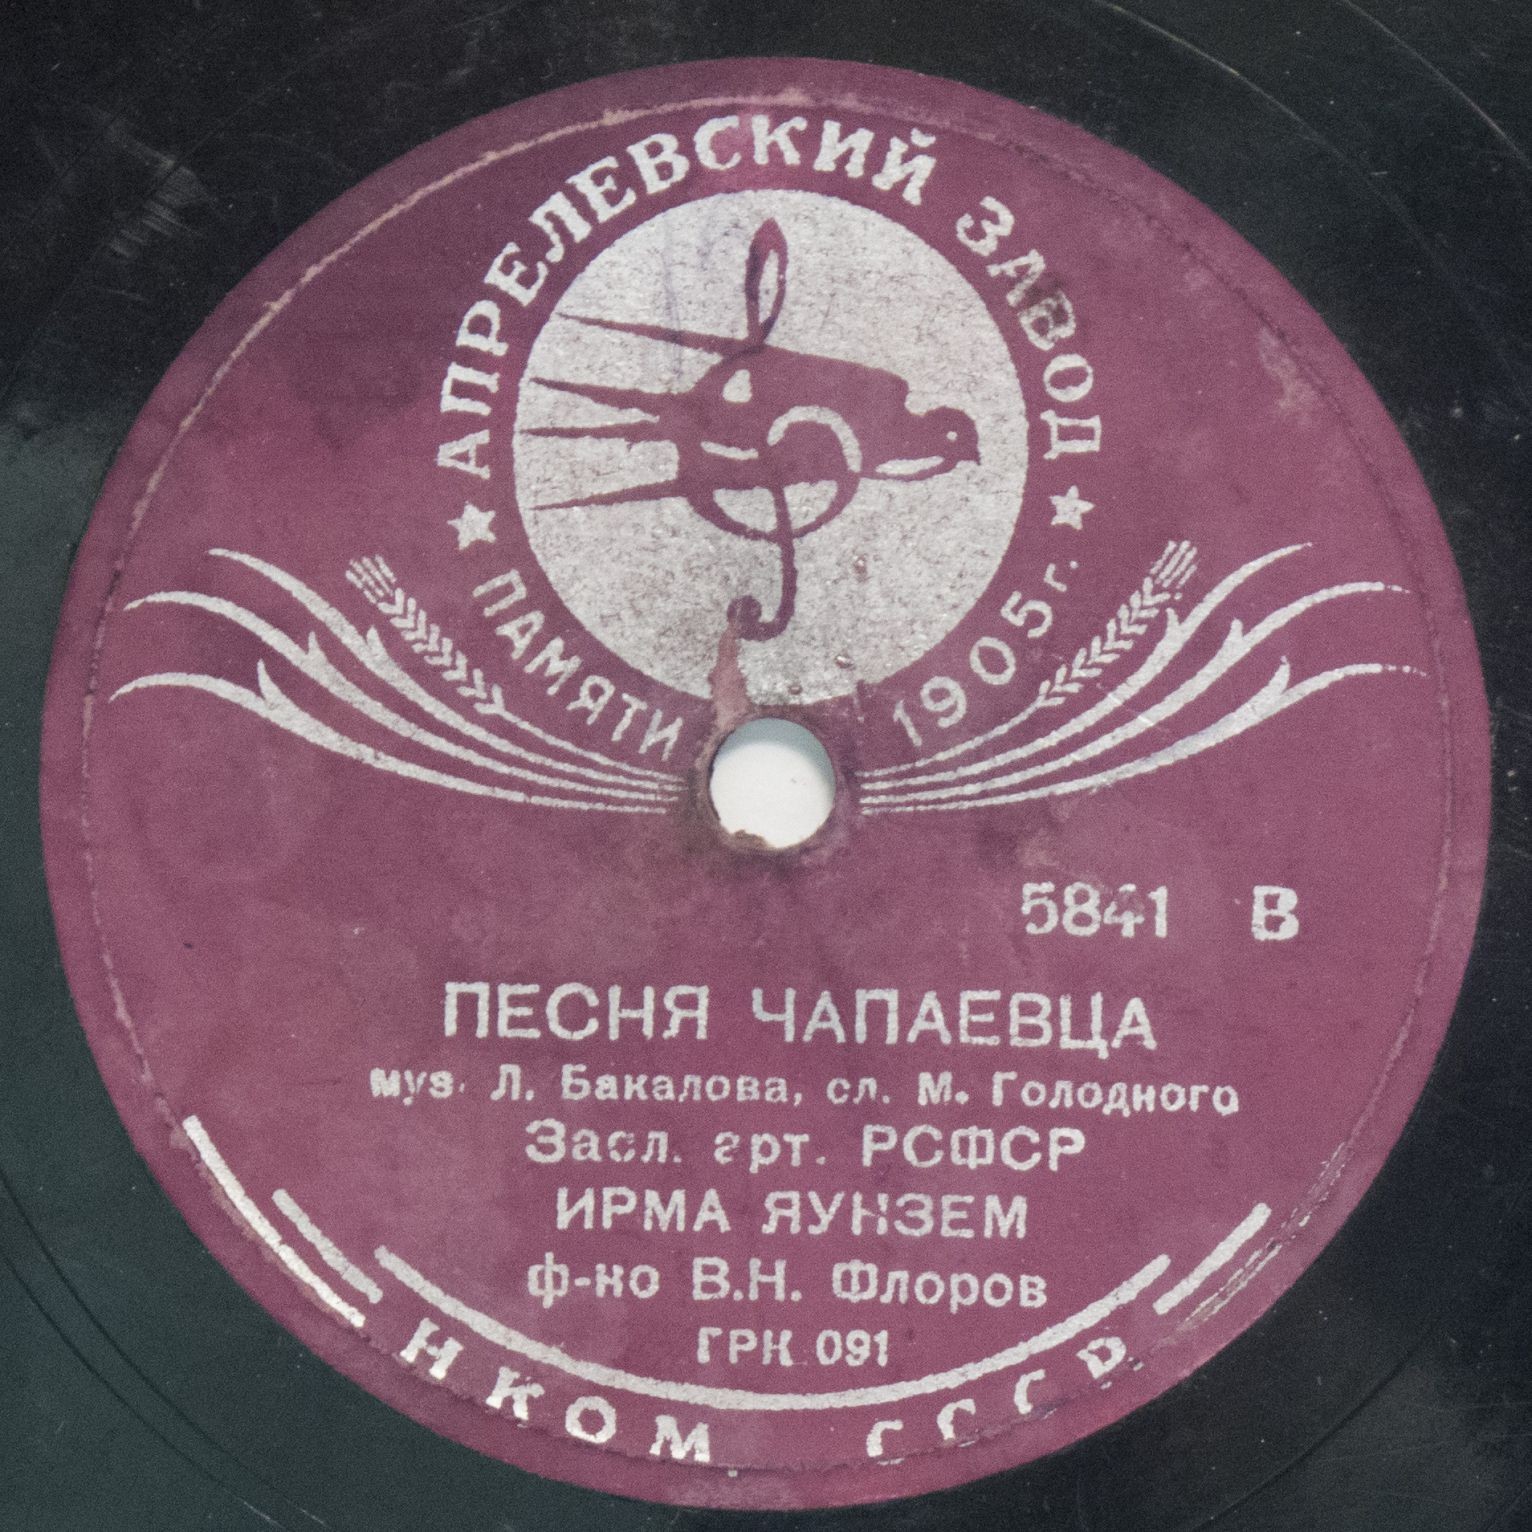 АПРЕЛЕВСКИЙ ЗАВОД
ПАМЯТИ 1905 г.
5841 В
ПЕСНЯ ЧАПАЕВЦА
муз. Л. Бакалова, сл. М. Голодного
Засл. арт. РСФСР
ИРМА ЯУНЗЕМ
ф-но В.Н. Флоров
ГРК 091
НКОМ. СССР